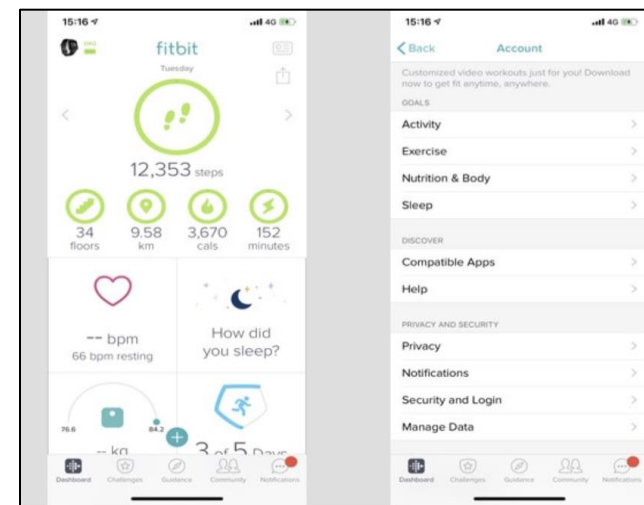 15:16
4G
fitbit
Tuesday
12,353 steps
34
floors
9.58
km
3,670
cals
152
minutes
-- bpm
66 bpm resting
How did
you sleep?
76.6
84.2
-- kg
3 of 5 Days
Dashboard
Challenges
Guidance
Community
Notifications
15:16
4G
Back
Account
Customized video workouts just for you! Download
now to get fit anytime, anywhere.
GOALS
Activity
Exercise
Nutrition & Body
Sleep
DISCOVER
Compatible Apps
Help
PRIVACY AND SECURITY
Privacy
Notifications
Security and Login
Manage Data
Dashboard
Challenges
Guidance
Community
Notifications